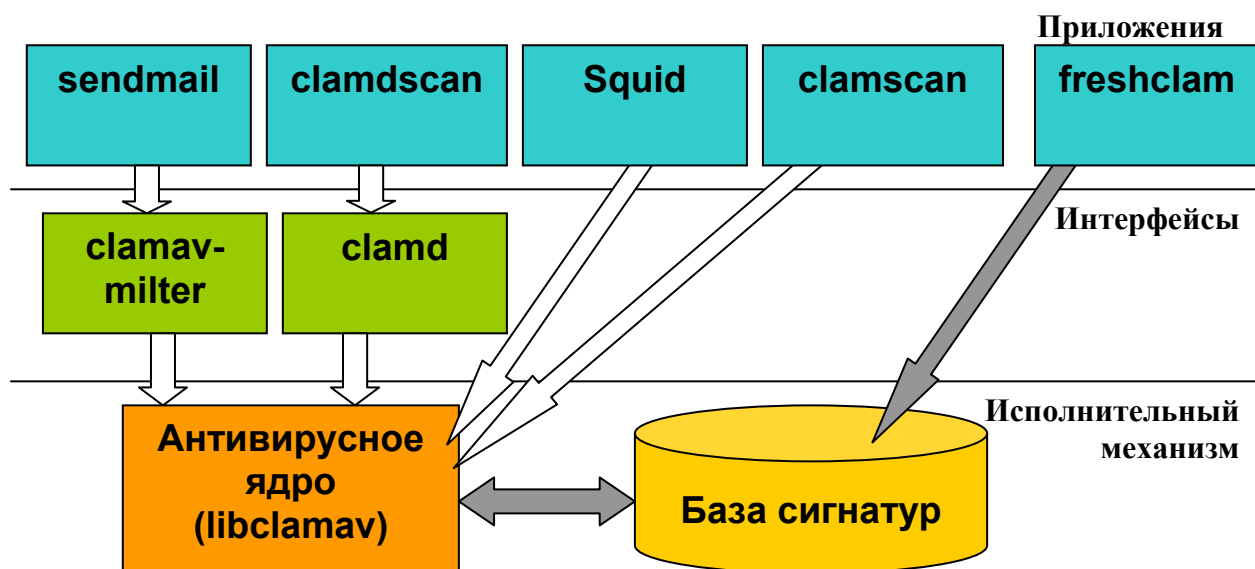 Приложения
sendmail
clamdscan
Squid
clamscan
freshclam
Интерфейсы
clamav-
milter
clamd
Исполнительный
механизм
Антивирусное
ядро
(libclamav)
База сигнатур